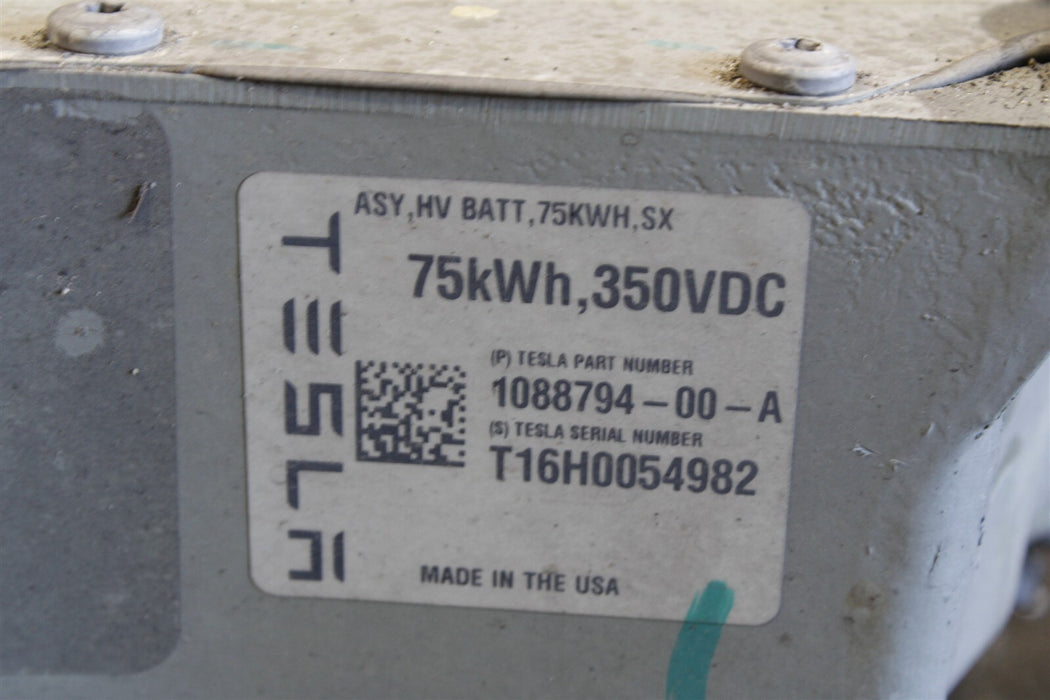 ASY,HV BATT,75KWH,SX
TESLA
75kWh,350VDC
(P) TESLA PART NUMBER
1088794-00-A
(S) TESLA SERIAL NUMBER
T16H0054982
MADE IN THE USA